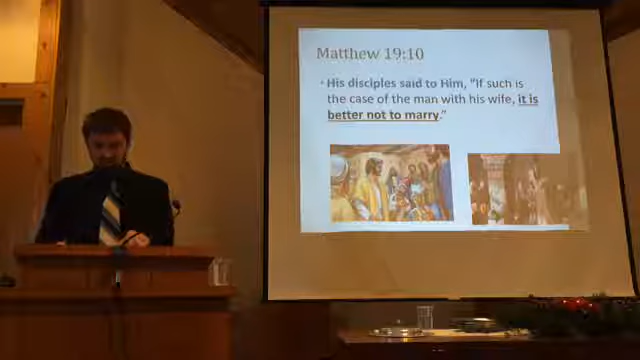 Matthew 19:10
• His disciples said to Him, "If such is
the case of the man with his wife, it is
better not to marry."